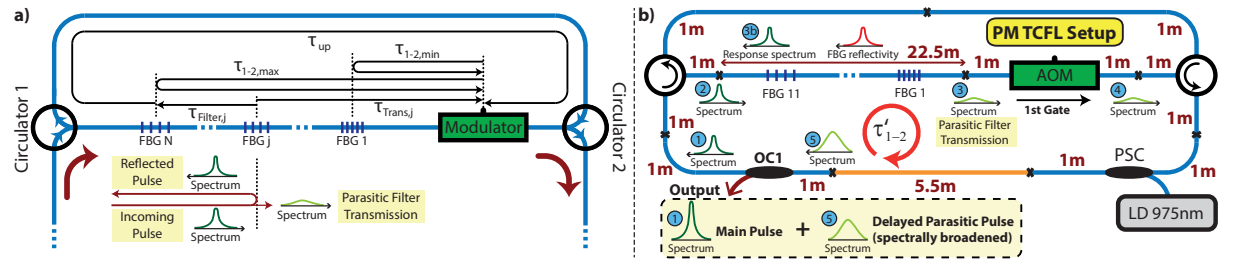 a)
τup
τ1-2,min
τ1-2,max
τFilter,j
τTrans,j
Circulator 1
Circulator 2
Modulator
FBG N
FBG j
FBG 1
Reflected
Pulse
Spectrum
Incoming
Pulse
Spectrum
Spectrum
Parasitic Filter
Transmission
b)
1m
1m
3b
Response spectrum
FBG reflectivity
PM TCFL Setup
22.5m
1m
1m
1m
1m
AOM
1st Gate
FBG 11
FBG 1
2
Spectrum
3
Spectrum
Parasitic Filter
Transmission
4
Spectrum
1m
1m
1
Spectrum
5
Spectrum
τ′1−2
1m
OC1
1m
5.5m
1m
PSC
1m
Output
LD 975nm
1
Spectrum
Main Pulse
+
5
Spectrum
Delayed Parasitic Pulse
(spectrally broadened)